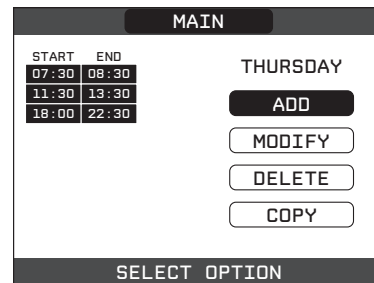 MAIN
START END
07:30 08:30
11:30 13:30
18:00 22:30
THURSDAY
ADD
MODIFY
DELETE
COPY
SELECT OPTION